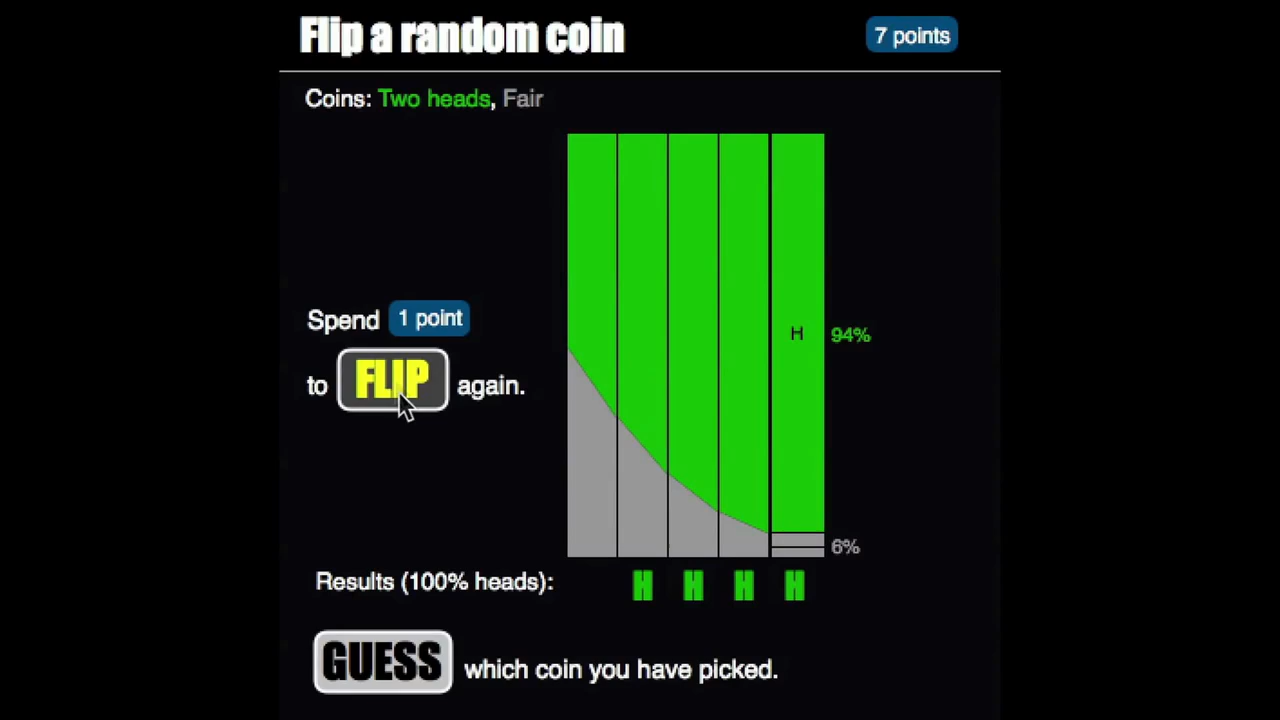 Flip a random coin
7 points
Coins: Two heads, Fair
H
94%
Spend 1 point
to FLIP again.
6%
Results (100% heads): H H H H
GUESS which coin you have picked.